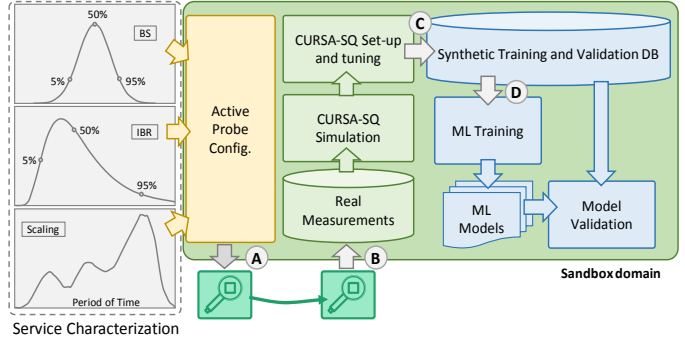 50%
BS
5%
95%
50%
IBR
5%
95%
Scaling
Period of Time
Service Characterization
Active
Probe
Config.
CURSA-SQ Set-up
and tuning
CURSA-SQ
Simulation
Real
Measurements
A
B
C
Synthetic Training and Validation DB
D
ML Training
ML
Models
Model
Validation
Sandbox domain